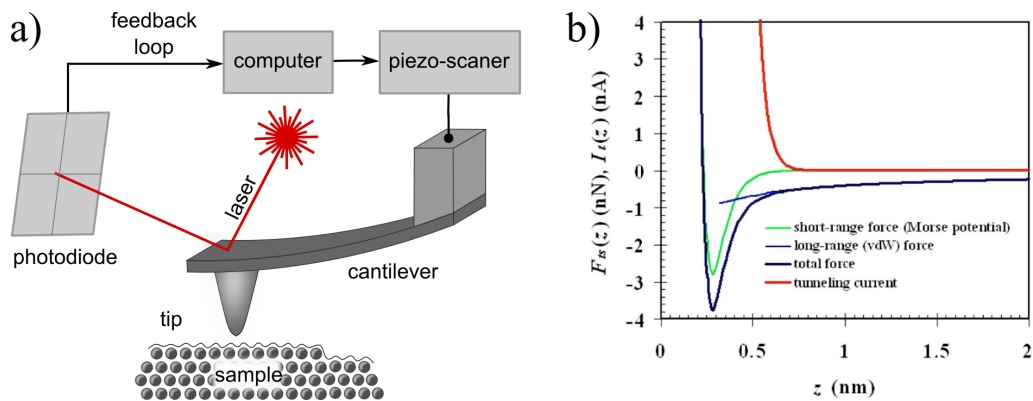 a)
feedback
loop
computer
piezo-scaner
laser
photodiode
cantilever
tip
sample
b)
F_ts(z) (nN), I_t(z) (nA)
4
3
2
1
0
-1
-2
-3
-4
short-range force (Morse potential)
long-range (vdW) force
total force
tunneling current
0
0.5
1
1.5
2
z (nm)